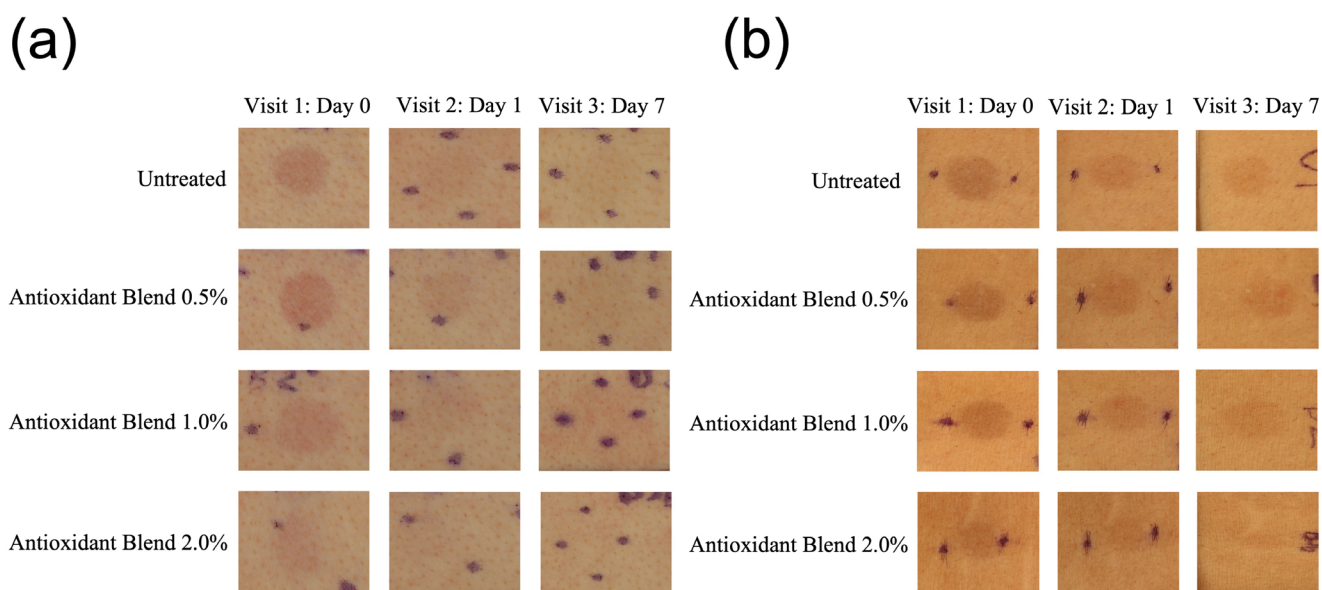 (a)
Visit 1: Day 0 Visit 2: Day 1 Visit 3: Day 7
Untreated
Antioxidant Blend 0.5%
Antioxidant Blend 1.0%
Antioxidant Blend 2.0%
(b)
Visit 1: Day 0 Visit 2: Day 1 Visit 3: Day 7
Untreated
Antioxidant Blend 0.5%
Antioxidant Blend 1.0%
Antioxidant Blend 2.0%